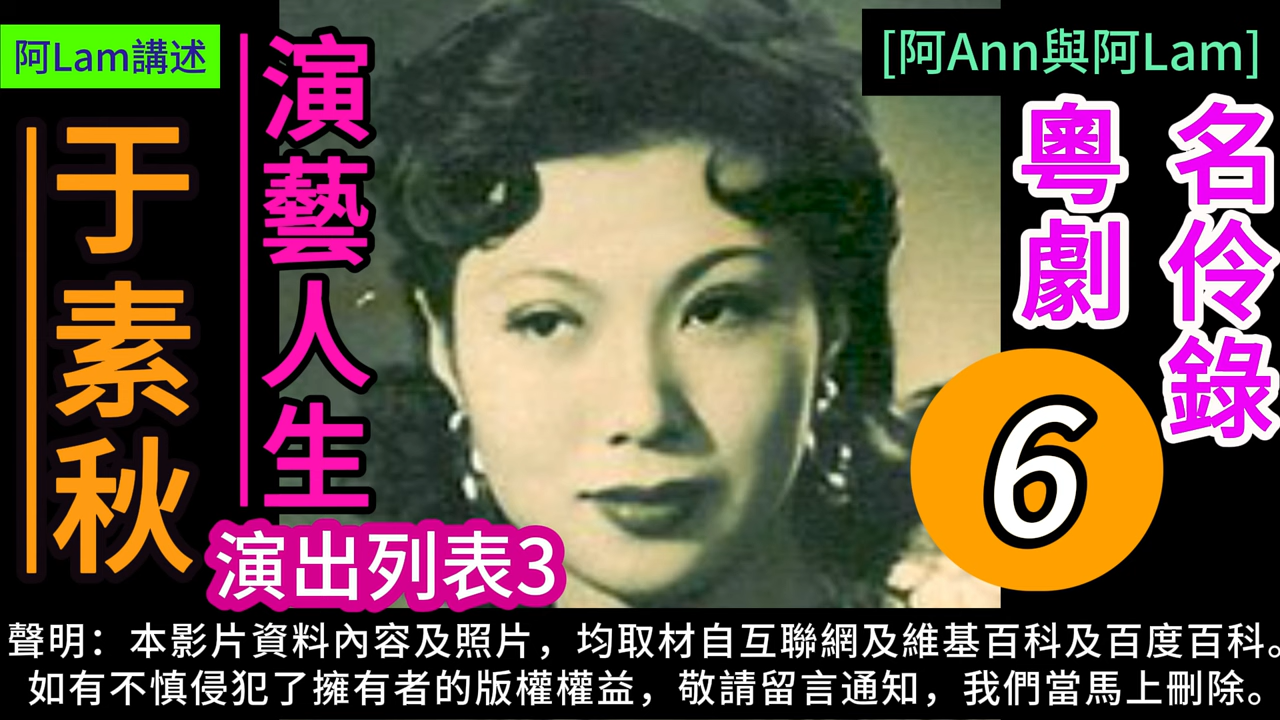 阿Lam講述
于素秋
演藝人生
演出列表3
[阿Ann與阿Lam]
名伶錄
粵劇
6
聲明：本影片資料內容及照片，均取材自互聯網及維基百科及百度百科。
如有不慎侵犯了擁有者的版權權益，敬請留言通知，我們當馬上刪除。